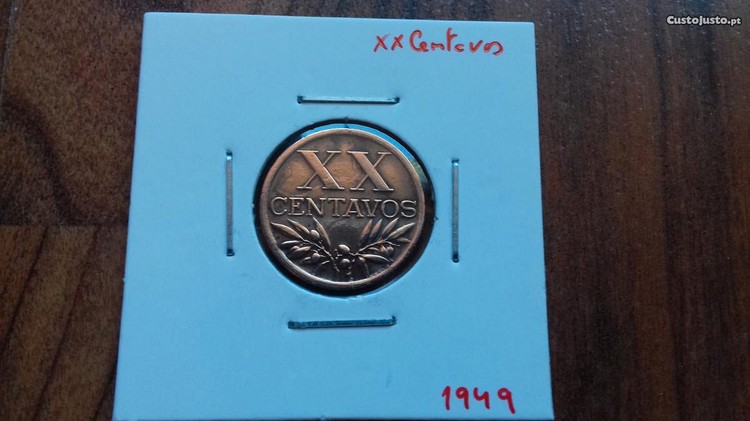 CustoJusto.pt
XX Centavos
XX
CENTAVOS
1949